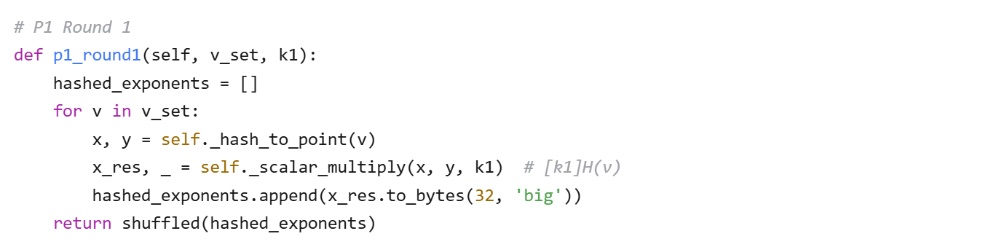 # P1 Round 1
def p1_round1(self, v_set, k1):
    hashed_exponents = []
    for v in v_set:
        x, y = self._hash_to_point(v)
        x_res, _ = self._scalar_multiply(x, y, k1)  # [k1]H(v)
        hashed_exponents.append(x_res.to_bytes(32, 'big'))
    return shuffled(hashed_exponents)